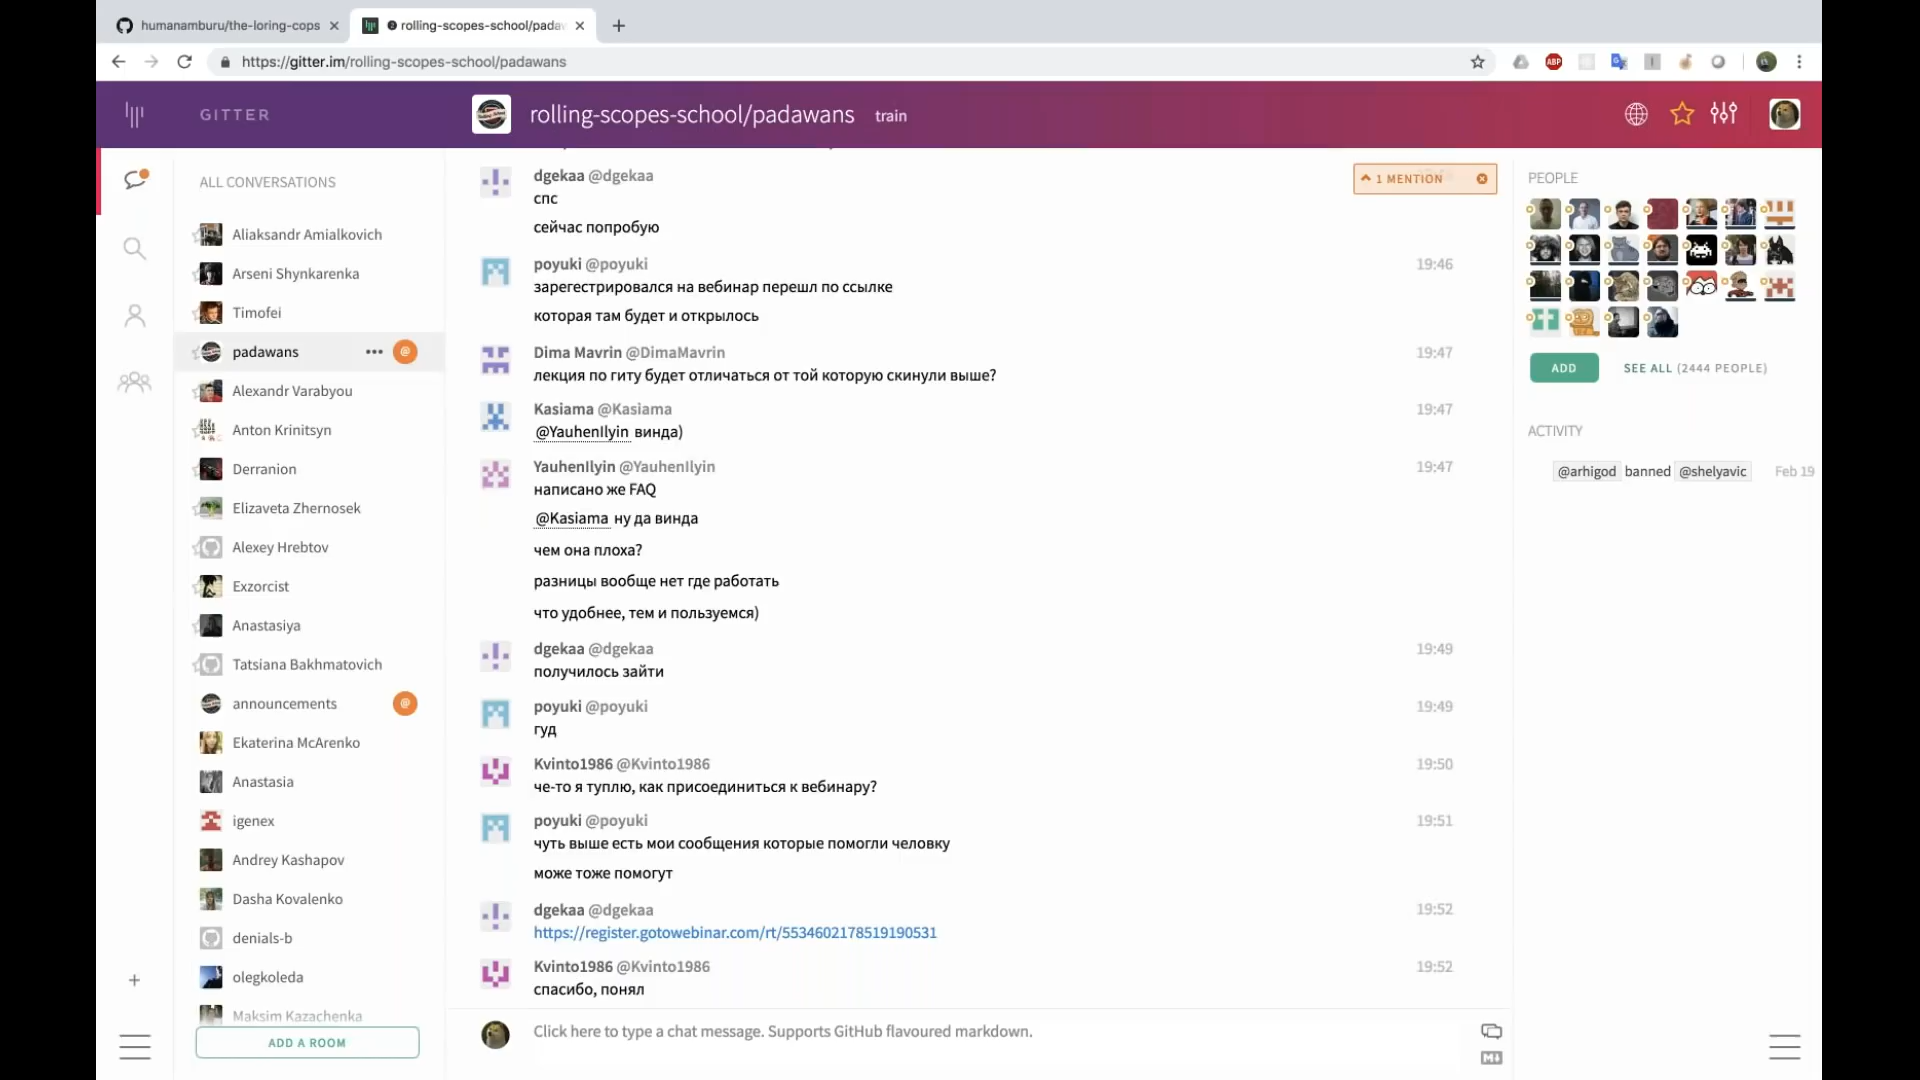 humanamburu/the-loring-cops
rolling-scopes-school/padaw
https://gitter.im/rolling-scopes-school/padawans
ABP
GITTER
rolling-scopes-school/padawans train
ALL CONVERSATIONS
Aliaksandr Amialkovich
Arseni Shynkarenka
Timofei
padawans
@
Alexandr Varabyou
Anton Krinitsyn
Derranion
Elizaveta Zhernosek
Alexey Hrebtov
Exzorcist
Anastasiya
Tatsiana Bakhmatovich
announcements
@
Ekaterina McArenko
Anastasia
igenex
Andrey Kashapov
Dasha Kovalenko
denials-b
olegkoleda
Maksim Kazachenka
ADD A ROOM
1 MENTION
dgekaa @dgekaa
спс
сейчас попробую
poyuki @poyuki 19:46
зарегестрировался на вебинар перешл по ссылке
которая там будет и открылось
Dima Mavrin @DimaMavrin 19:47
лекция по гиту будет отличаться от той которую скинули выше?
Kasiama @Kasiama 19:47
@YauhenIlyin винда)
YauhenIlyin @YauhenIlyin 19:47
написано же FAQ
@Kasiama ну да винда
чем она плоха?
разницы вообще нет где работать
что удобнее, тем и пользуемся)
dgekaa @dgekaa 19:49
получилось зайти
poyuki @poyuki 19:49
гуд
Kvinto1986 @Kvinto1986 19:50
че-то я туплю, как присоединиться к вебинару?
poyuki @poyuki 19:51
чуть выше есть мои сообщения которые помогли человку
може тоже помогут
dgekaa @dgekaa 19:52
https://register.gotowebinar.com/rt/5534602178519190531
Kvinto1986 @Kvinto1986 19:52
спасибо, понял
Click here to type a chat message. Supports GitHub flavoured markdown.
PEOPLE
ADD
SEE ALL (2444 PEOPLE)
ACTIVITY
@arhigod banned @shelyavic Feb 19